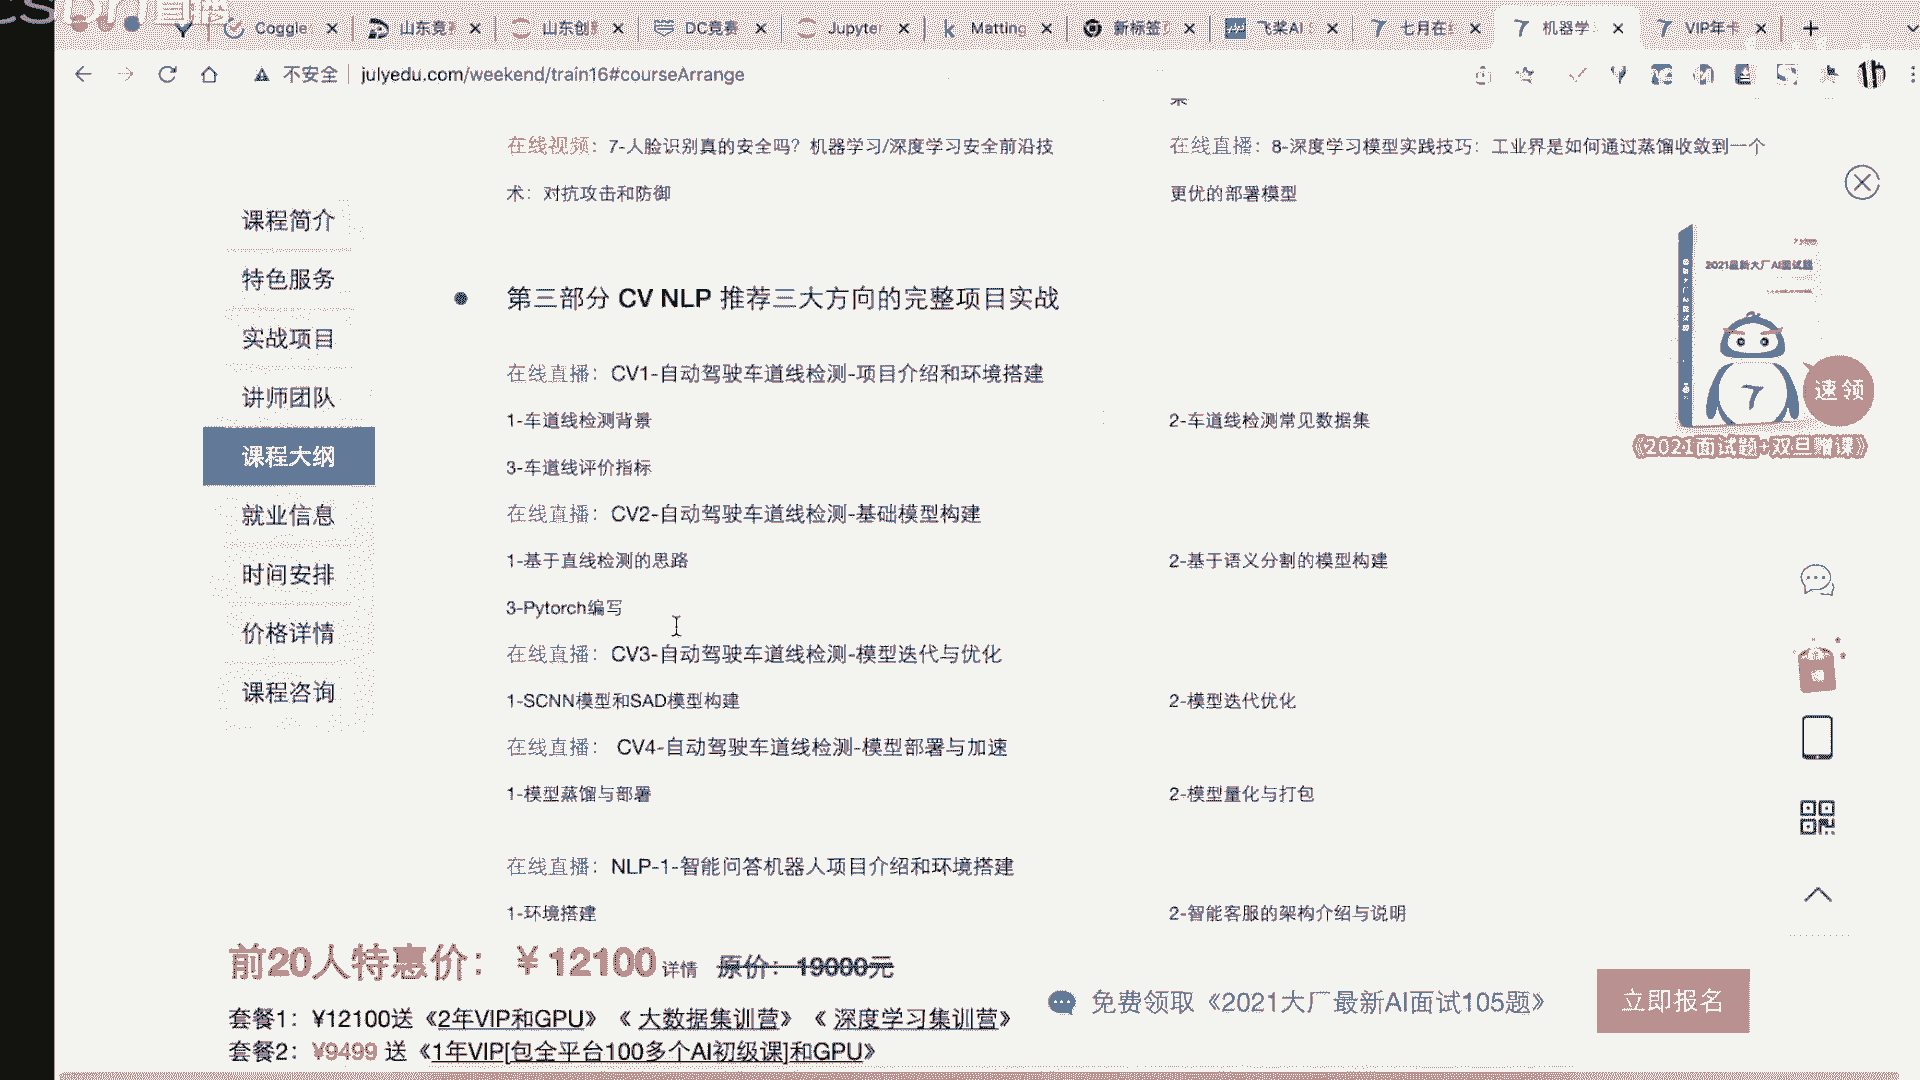 直播
Coggle
山东竞
山东创
DC竞赛
Jupyter
Matting
新标签
飞桨AI
七月在
机器学
VIP年卡
不安全
julyedu.com/weekend/train16#courseArrange
在线视频：7-人脸识别真的安全吗？机器学习/深度学习安全前沿技
术：对抗攻击和防御
在线直播：8-深度学习模型实践技巧：工业界是如何通过蒸馏收敛到一个
更优的部署模型
课程简介
特色服务
实战项目
讲师团队
课程大纲
就业信息
时间安排
价格详情
课程咨询
第三部分 CV NLP 推荐三大方向的完整项目实战
在线直播：CV1-自动驾驶车道线检测-项目介绍和环境搭建
1-车道线检测背景
2-车道线检测常见数据集
3-车道线评价指标
在线直播：CV2-自动驾驶车道线检测-基础模型构建
1-基于直线检测的思路
2-基于语义分割的模型构建
3-Pytorch编写
在线直播：CV3-自动驾驶车道线检测-模型迭代与优化
1-SCNN模型和SAD模型构建
2-模型迭代优化
在线直播： CV4-自动驾驶车道线检测-模型部署与加速
1-模型蒸馏与部署
2-模型量化与打包
在线直播：NLP-1-智能问答机器人项目介绍和环境搭建
1-环境搭建
2-智能客服的架构介绍与说明
2021最新大厂AI面试题
速领
《2021面试题+双旦赠课》
前20人特惠价：￥12100 详情 原价：19000元
套餐1：¥12100送《2年VIP和GPU》《 大数据集训营》《 深度学习集训营》
套餐2：¥9499 送《1年VIP[包全平台100多个AI初级课]和GPU》
免费领取《2021大厂最新AI面试105题》
立即报名